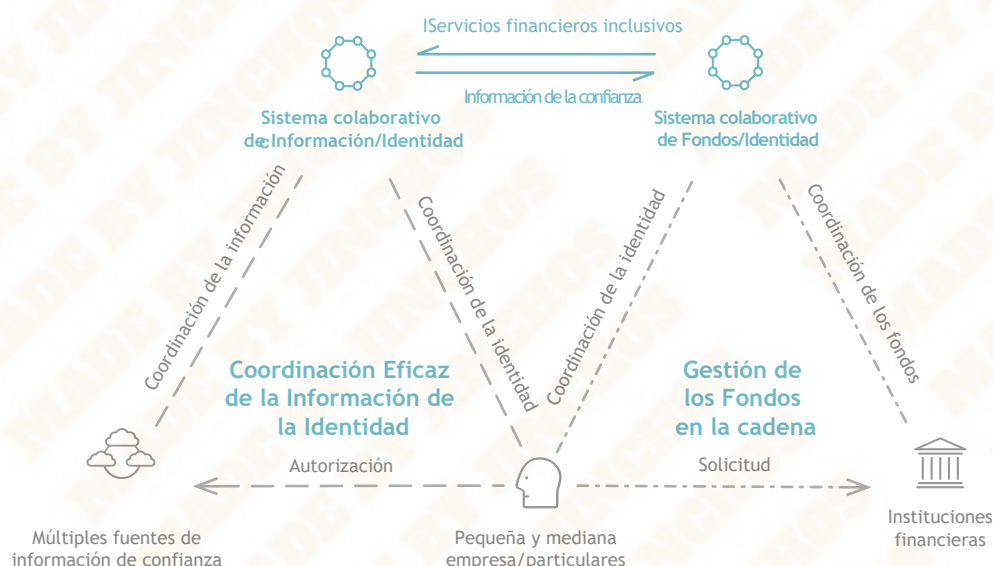 IServicios financieros inclusivos
Información de la confianza
Sistema colaborativo
de Información/Identidad
Sistema colaborativo
de Fondos/Identidad
Coordinación de la información
Coordinación de la identidad
Coordinación de la identidad
Coordinación de los fondos
Coordinación Eficaz
de la Información de
la Identidad
Gestión de
los Fondos
en la cadena
Autorización
Solicitud
Múltiples fuentes de
información de confianza
Pequeña y mediana
empresa/particulares
Instituciones
financieras
MADE BY JINCHOS